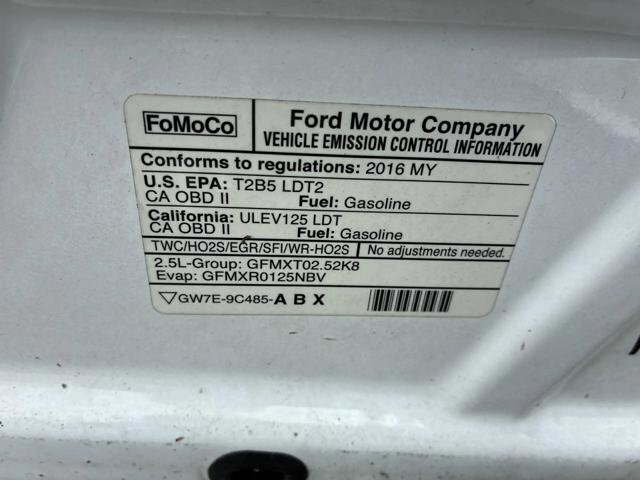 FoMoCo
Ford Motor Company
VEHICLE EMISSION CONTROL INFORMATION
Conforms to regulations: 2016 MY
U.S. EPA: T2B5 LDT2
CA OBD II Fuel: Gasoline
California: ULEV125 LDT
CA OBD II Fuel: Gasoline
TWC/HO2S/EGR/SFI/WR-HO2S No adjustments needed.
2.5L-Group: GFMXT02.52K8
Evap: GFMXR0125NBV
GW7E-9C485-A B X